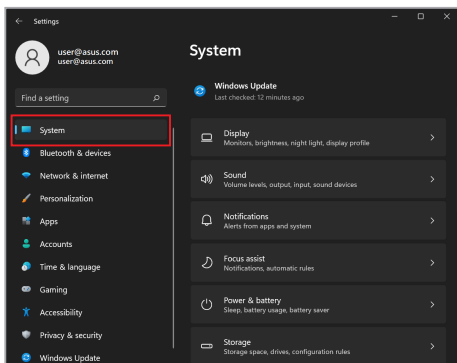 Settings
user@asus.com
user@asus.com
Find a setting
System
Bluetooth & devices
Network & internet
Personalization
Apps
Accounts
Time & language
Gaming
Accessibility
Privacy & security
Windows Update
System
Windows Update
Last checked: 12 minutes ago
Display
Monitors, brightness, night light, display profile
Sound
Volume levels, output, input, sound devices
Notifications
Alerts from apps and system
Focus assist
Notifications, automatic rules
Power & battery
Sleep, battery usage, battery saver
Storage
Storage space, drives, configuration rules